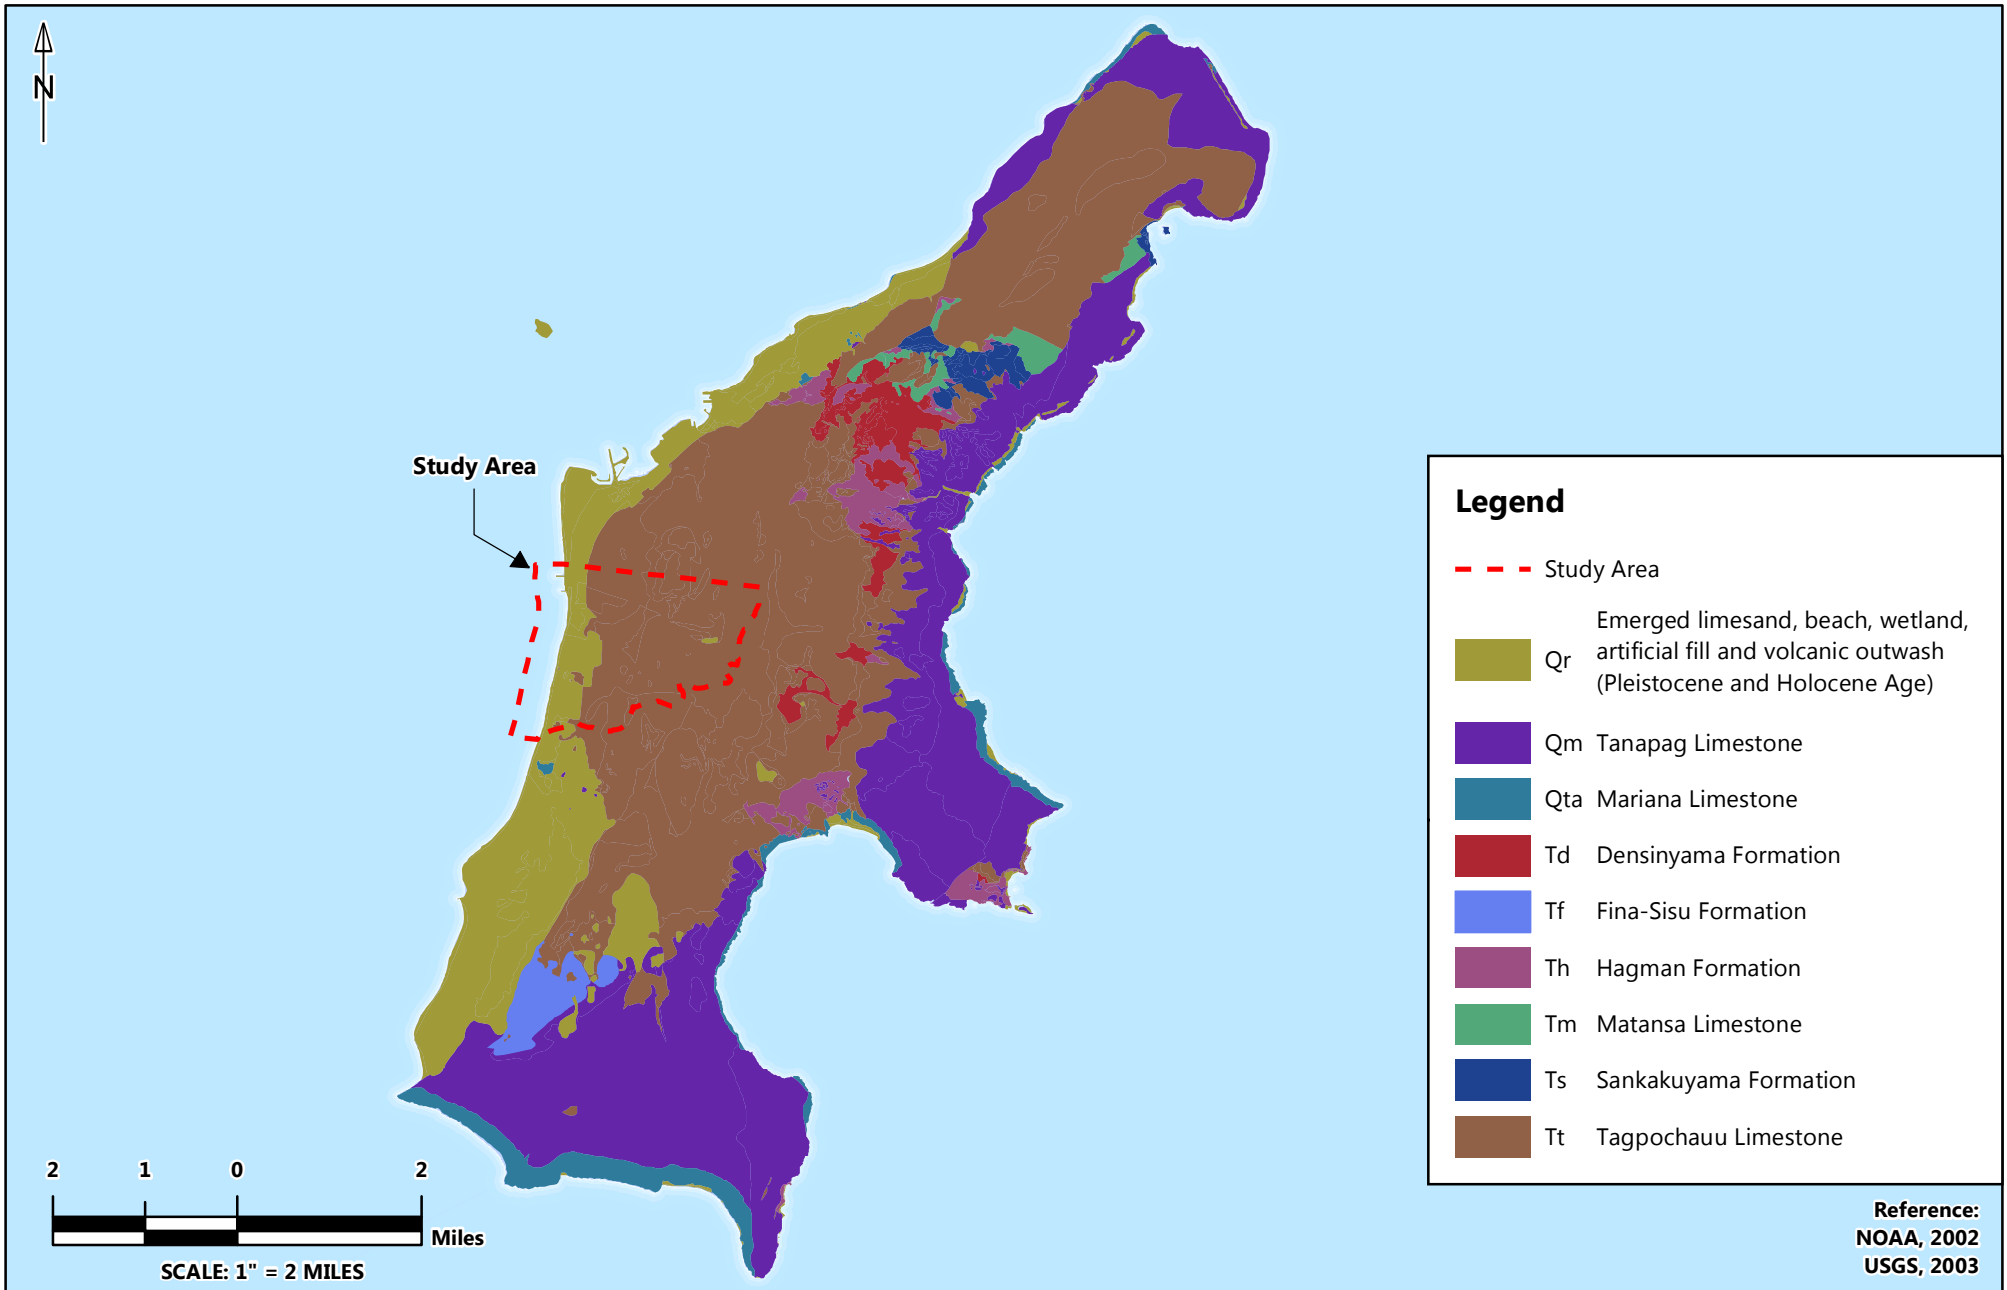 N
Study Area
Legend
Study Area
Qr Emerged limesand, beach, wetland,
artificial fill and volcanic outwash
(Pleistocene and Holocene Age)
Qm Tanapag Limestone
Qta Mariana Limestone
Td Densinyama Formation
Tf Fina-Sisu Formation
Th Hagman Formation
Tm Matansa Limestone
Ts Sankakuyama Formation
Tt Tagpochauu Limestone
2 1 0 2
Miles
SCALE: 1" = 2 MILES
Reference:
NOAA, 2002
USGS, 2003